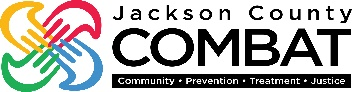 Jackson County
COMBAT
Community • Prevention • Treatment • Justice